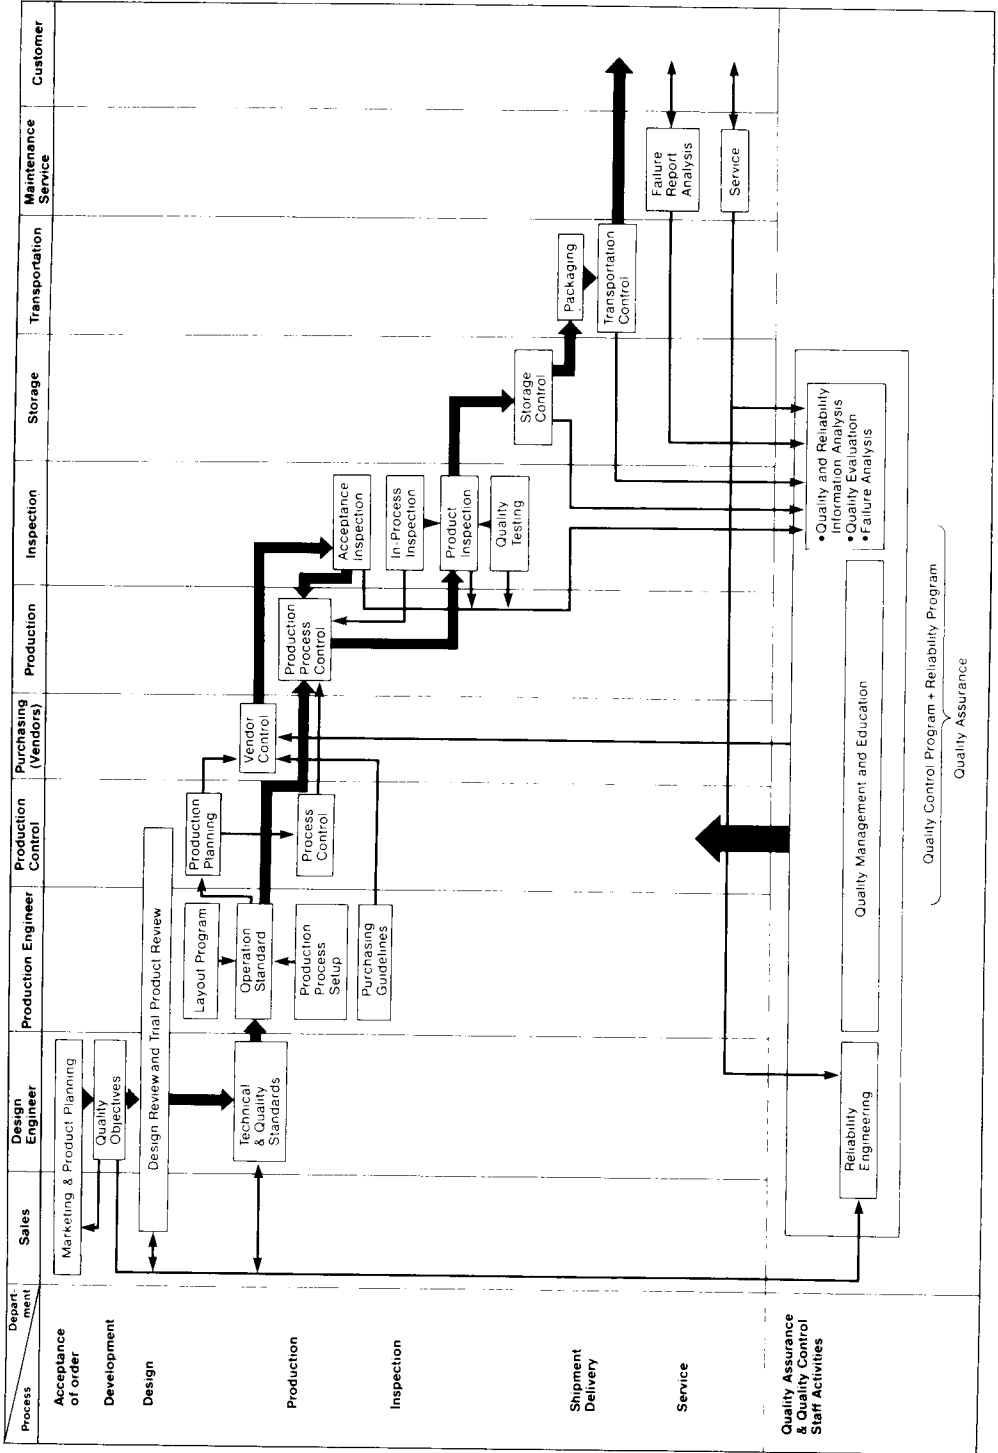 Process
Depart-
ment
Sales
Design
Engineer
Production Engineer
Production
Control
Purchasing
(Vendors)
Production
Inspection
Storage
Transportation
Maintenance
Service
Customer
Acceptance
of order
Marketing & Product Planning
Development
Quality
Objectives
Design
Design Review and Trial Product Review
Production
Technical
& Quality
Standards
Layout Program
Operation
Standard
Production
Process
Setup
Purchasing
Guidelines
Production
Planning
Process
Control
Vendor
Control
Production
Process
Control
Inspection
Acceptance
Inspection
In-Process
Inspection
Product
Inspection
Quality
Testing
Shipment
Delivery
Storage
Control
Packaging
Transportation
Control
Service
Failure
Report
Analysis
Service
Quality Assurance
& Quality Control
Staff Activities
Reliability
Engineering
Quality Management and Education
• Quality and Reliability
Information Analysis
• Quality Evaluation
• Failure Analysis
Quality Control Program + Reliability Program
Quality Assurance